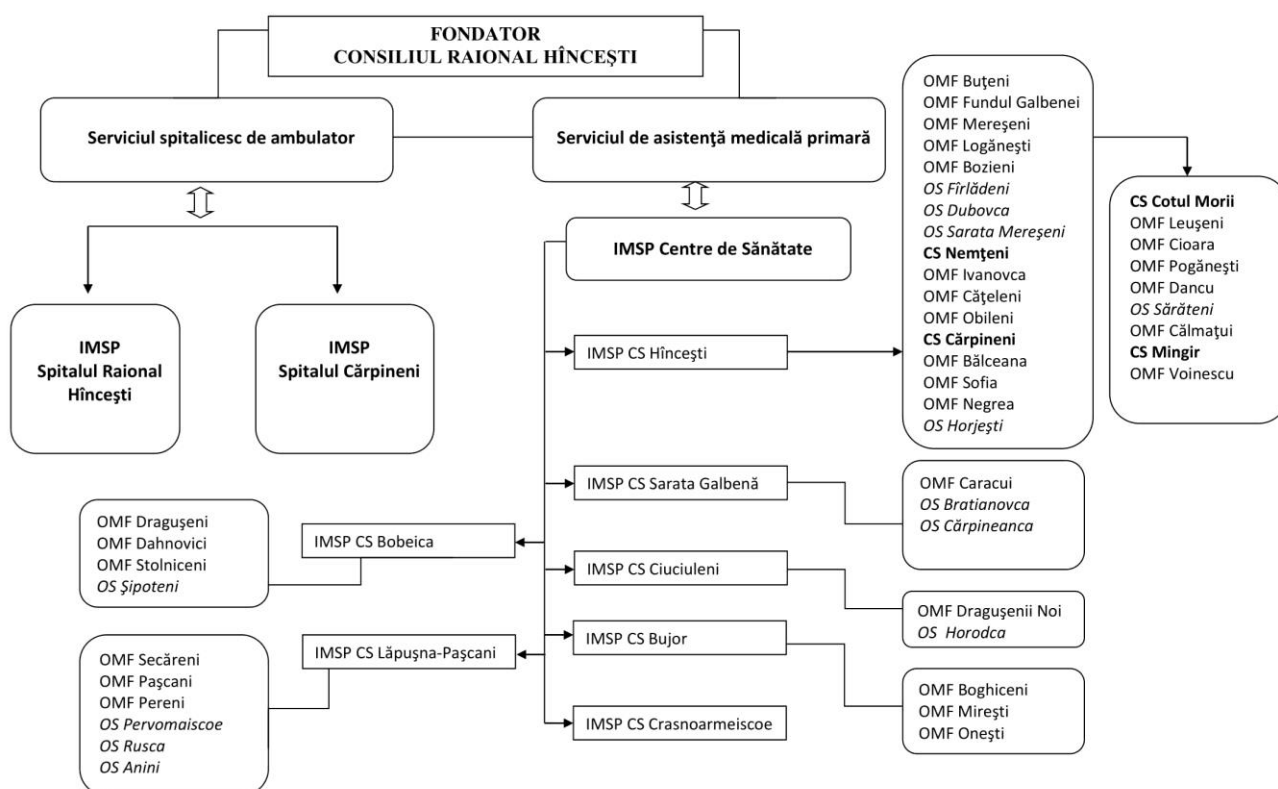 FONDATOR
CONSILIUL RAIONAL HÎNCEȘTI
Serviciul spitalicesc de ambulator
Serviciul de asistenţă medicală primară
IMSP
Spitalul Raional
Hînceşti
IMSP
Spitalul Cărpineni
IMSP Centre de Sănătate
IMSP CS Hînceşti
OMF Buţeni
OMF Fundul Galbenei
OMF Mereşeni
OMF Logăneşti
OMF Bozieni
OS Fîrlădeni
OS Dubovca
OS Sarata Mereşeni
CS Nemţeni
OMF Ivanovca
OMF Căţeleni
OMF Obileni
CS Cărpineni
OMF Bălceana
OMF Sofia
OMF Negrea
OS Horjeşti
CS Cotul Morii
OMF Leuşeni
OMF Cioara
OMF Pogăneşti
OMF Dancu
OS Sărăteni
OMF Călmaţui
CS Mingir
OMF Voinescu
IMSP CS Sarata Galbenă
OMF Caracui
OS Bratianovca
OS Cărpineanca
OMF Draguşeni
OMF Dahnovici
OMF Stolniceni
OS Şipoteni
IMSP CS Bobeica
IMSP CS Ciuciuleni
OMF Draguşenii Noi
OS Horodca
OMF Secăreni
OMF Paşcani
OMF Pereni
OS Pervomaiscoe
OS Rusca
OS Anini
IMSP CS Lăpuşna-Paşcani
IMSP CS Bujor
OMF Boghiceni
OMF Mireşti
OMF Oneşti
IMSP CS Crasnoarmeiscoe